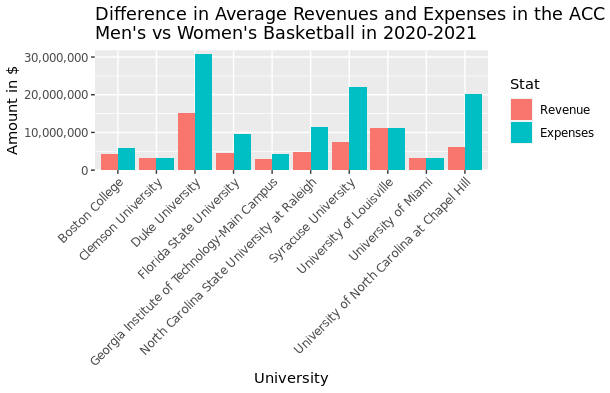 Difference in Average Revenues and Expenses in the ACC
Men's vs Women's Basketball in 2020-2021
Amount in $
30,000,000
20,000,000
10,000,000
0
Boston College
Clemson University
Duke University
Florida State University
Georgia Institute of Technology-Main Campus
North Carolina State University at Raleigh
Syracuse University
University of Louisville
University of Miami
University of North Carolina at Chapel Hill
University
Stat
Revenue
Expenses